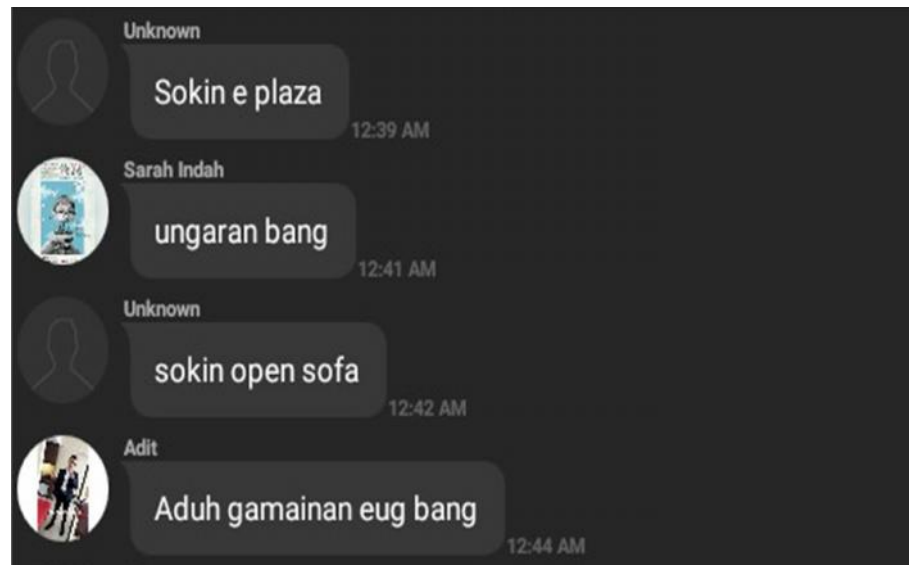 Unknown
Sokin e plaza
12:39 AM
Sarah Indah
ungaran bang
12:41 AM
Unknown
sokin open sofa
12:42 AM
Adit
Aduh gamainan eug bang
12:44 AM